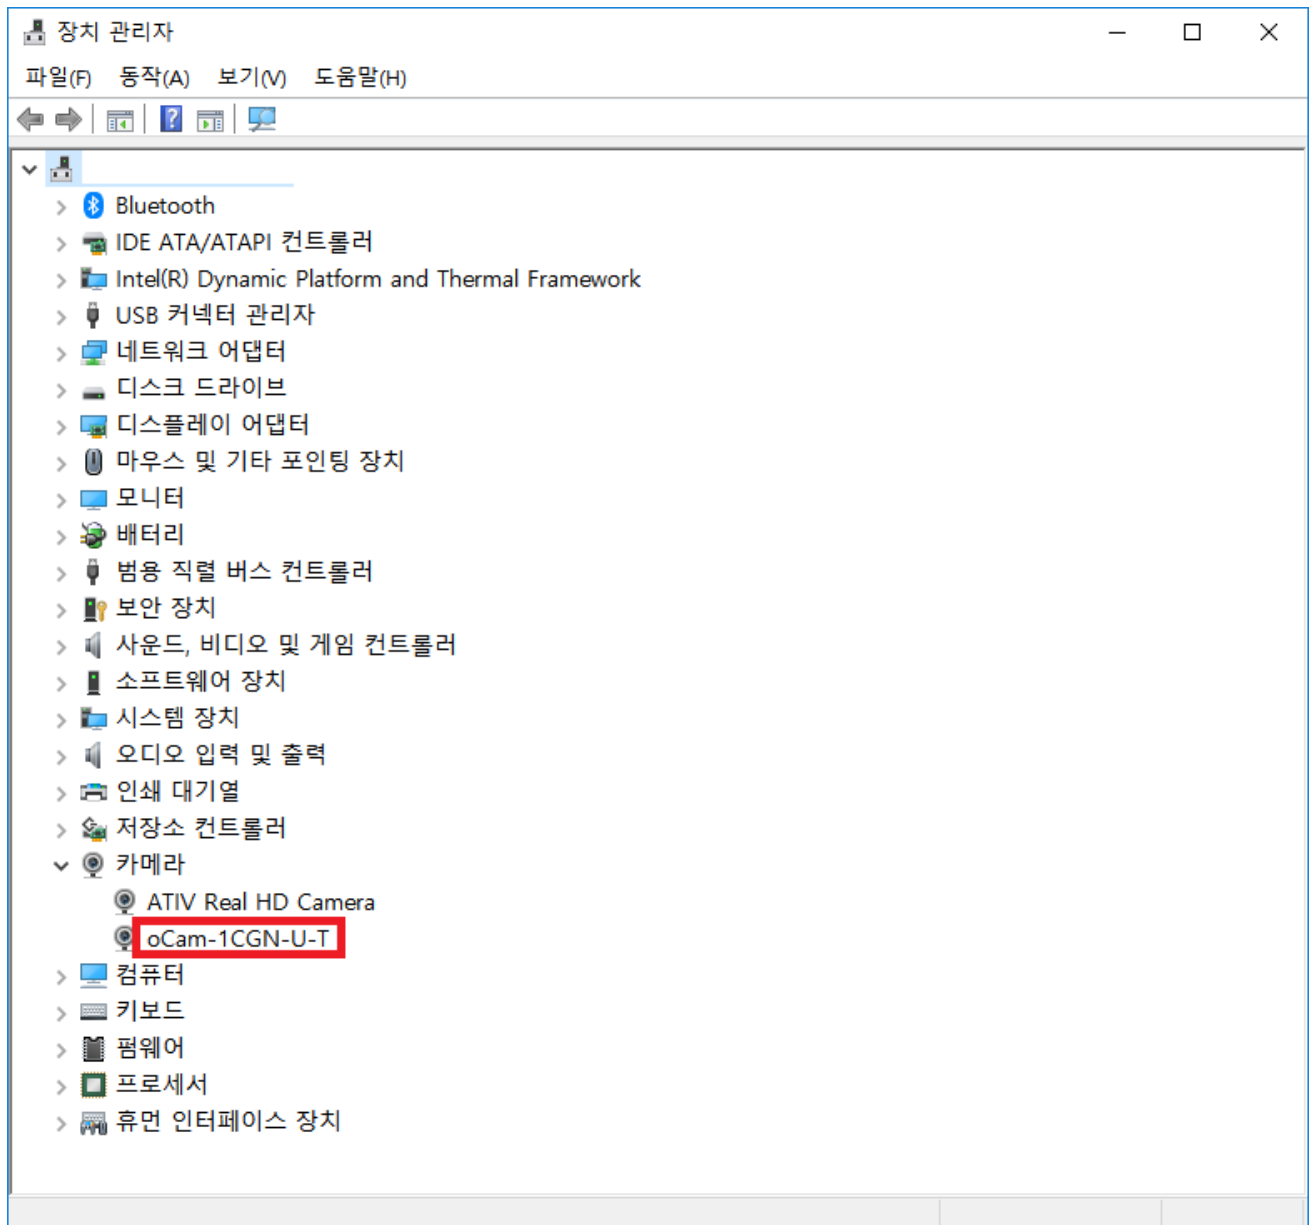 장치 관리자
파일(F) 동작(A) 보기(V) 도움말(H)
Bluetooth
IDE ATA/ATAPI 컨트롤러
Intel(R) Dynamic Platform and Thermal Framework
USB 커넥터 관리자
네트워크 어댑터
디스크 드라이브
디스플레이 어댑터
마우스 및 기타 포인팅 장치
모니터
배터리
범용 직렬 버스 컨트롤러
보안 장치
사운드, 비디오 및 게임 컨트롤러
소프트웨어 장치
시스템 장치
오디오 입력 및 출력
인쇄 대기열
저장소 컨트롤러
카메라
ATIV Real HD Camera
oCam-1CGN-U-T
컴퓨터
키보드
펌웨어
프로세서
휴먼 인터페이스 장치